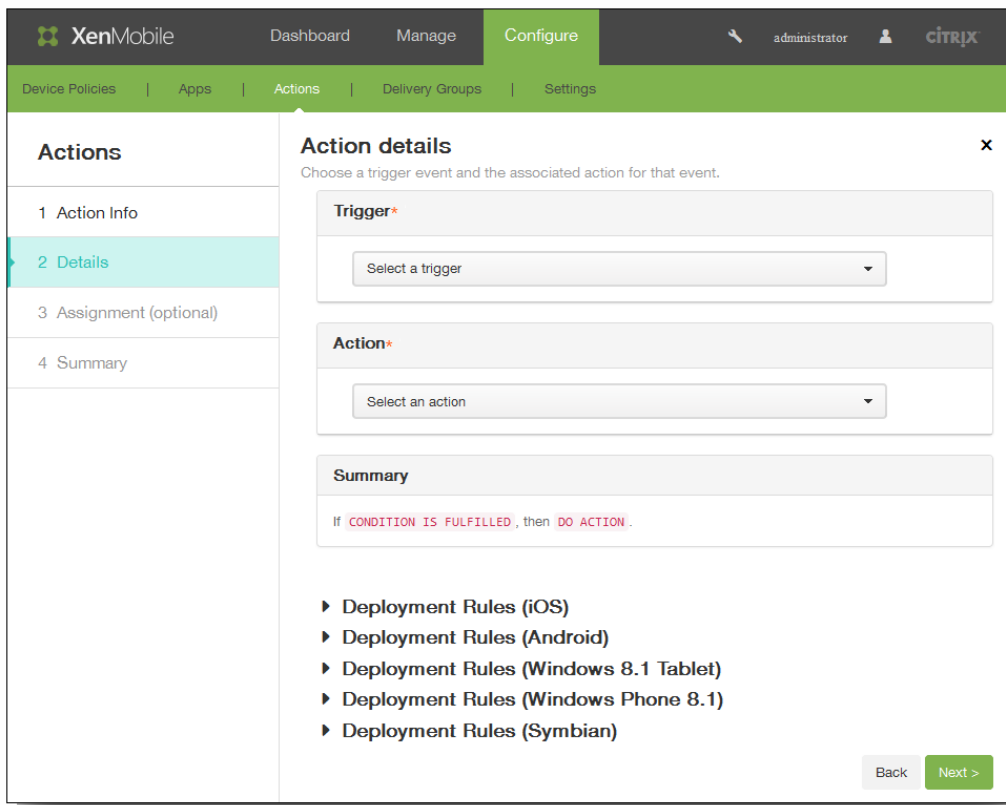 XenMobile Dashboard Manage Configure administrator CİTRIX
Device Policies | Apps | Actions | Delivery Groups | Settings
Actions
1 Action Info
2 Details
3 Assignment (optional)
4 Summary
Action details
x
Choose a trigger event and the associated action for that event.
Trigger*
Select a trigger
Action*
Select an action
Summary
If CONDITION IS FULFILLED, then DO ACTION.
Deployment Rules (iOS)
Deployment Rules (Android)
Deployment Rules (Windows 8.1 Tablet)
Deployment Rules (Windows Phone 8.1)
Deployment Rules (Symbian)
Back Next >